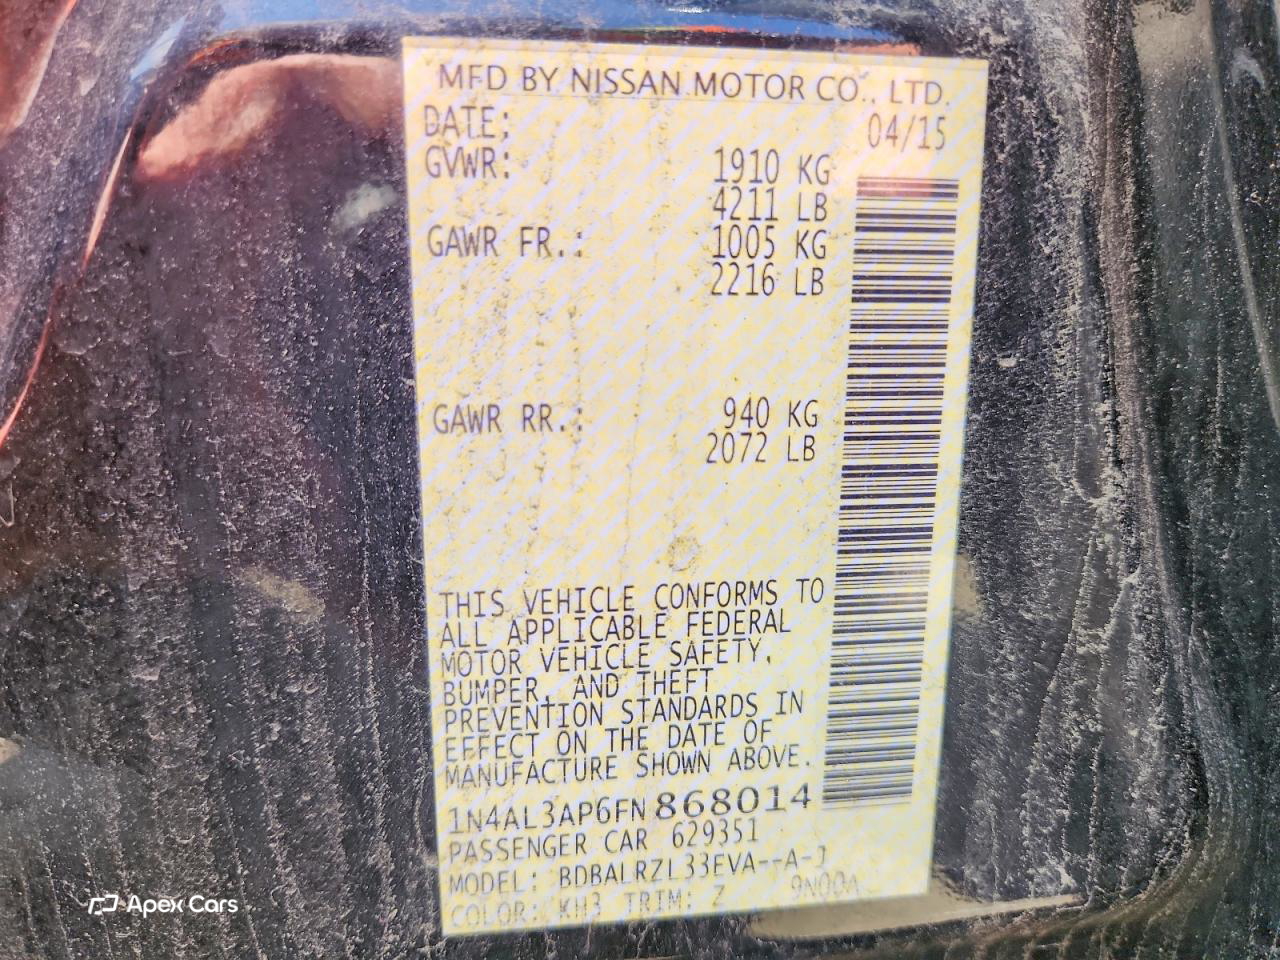 MFD BY NISSAN MOTOR CO., LTD.
DATE: 04/15
GVWR: 1910 KG
4211 LB
GAWR FR.: 1005 KG
2216 LB
GAWR RR.: 940 KG
2072 LB
THIS VEHICLE CONFORMS TO
ALL APPLICABLE FEDERAL
MOTOR VEHICLE SAFETY,
BUMPER, AND THEFT
PREVENTION STANDARDS IN
EFFECT ON THE DATE OF
MANUFACTURE SHOWN ABOVE.
1N4AL3AP6FN868014
PASSENGER CAR 629351
MODEL: BDBALRZL33EVA--A-J
COLOR: KH3 TRIM: Z 9N00A
Apex Cars